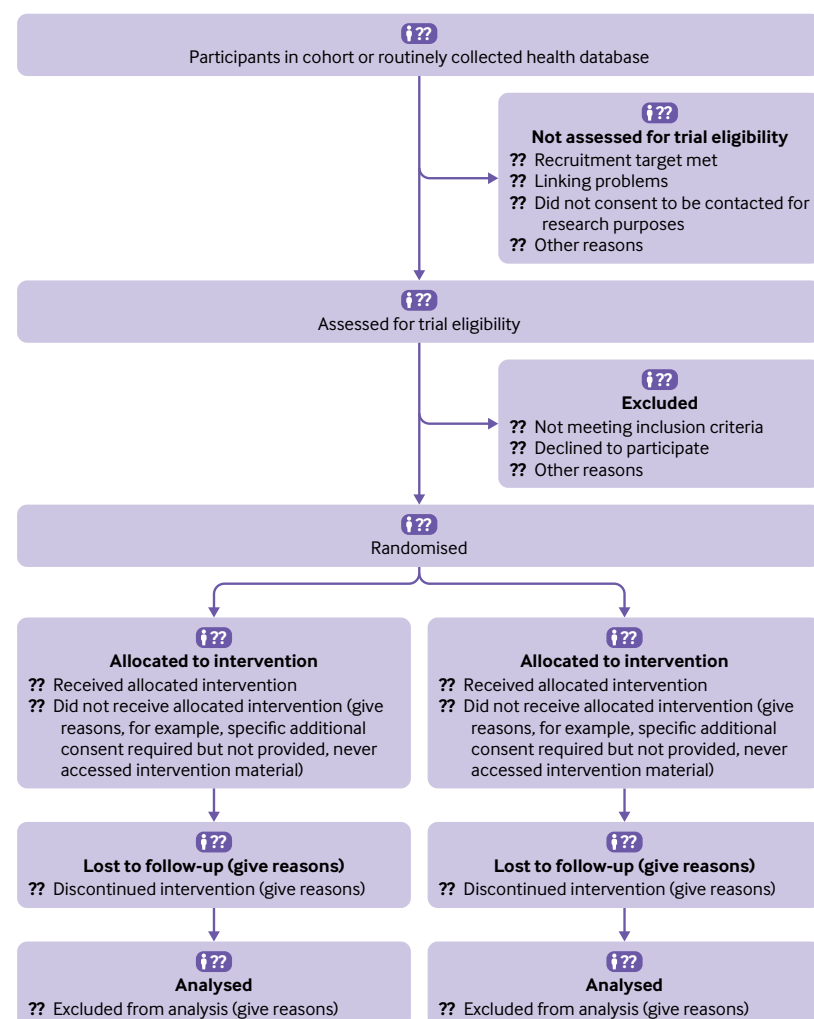 ??
Participants in cohort or routinely collected health database
??
Not assessed for trial eligibility
?? Recruitment target met
?? Linking problems
?? Did not consent to be contacted for
research purposes
?? Other reasons
??
Assessed for trial eligibility
??
Excluded
?? Not meeting inclusion criteria
?? Declined to participate
?? Other reasons
??
Randomised
??
Allocated to intervention
?? Received allocated intervention
?? Did not receive allocated intervention (give
reasons, for example, specific additional
consent required but not provided, never
accessed intervention material)
??
Allocated to intervention
?? Received allocated intervention
?? Did not receive allocated intervention (give
reasons, for example, specific additional
consent required but not provided, never
accessed intervention material)
??
Lost to follow-up (give reasons)
?? Discontinued intervention (give reasons)
??
Lost to follow-up (give reasons)
?? Discontinued intervention (give reasons)
??
Analysed
?? Excluded from analysis (give reasons)
??
Analysed
?? Excluded from analysis (give reasons)